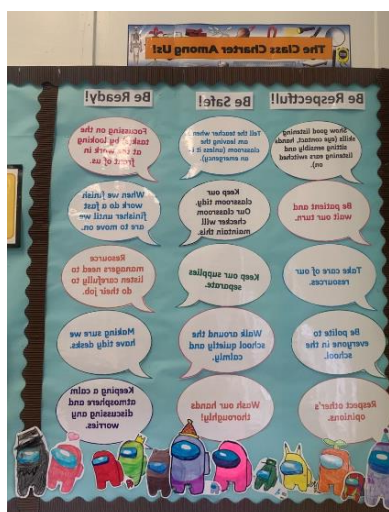 The Class Charter Among Us!
Be Respectful!
Show good listening
skills (eye contact, hands
sitting sensibly and
listening ears switched
on).
Be patient and
wait our turn.
Take care of our
resources.
Be polite to
everyone in the
school.
Respect other's
opinions.
Be Safe!
Tell the teacher when
I am leaving the
classroom (unless it is
an emergency).
Keep our
classroom tidy.
Our classroom
checker will
maintain this.
Keep our supplies
separate.
Walk around the
school quietly and
calmly.
Wash our hands
thoroughly!
Be Ready!
Focussing on the
task by looking
at the work in
front of us.
When we finish
work do a fast
finisher until we
are to move on.
Resource
managers need to
listen carefully to
do their job.
Making sure we
have tidy desks.
Keeping a calm
atmosphere and
discussing any
worries.